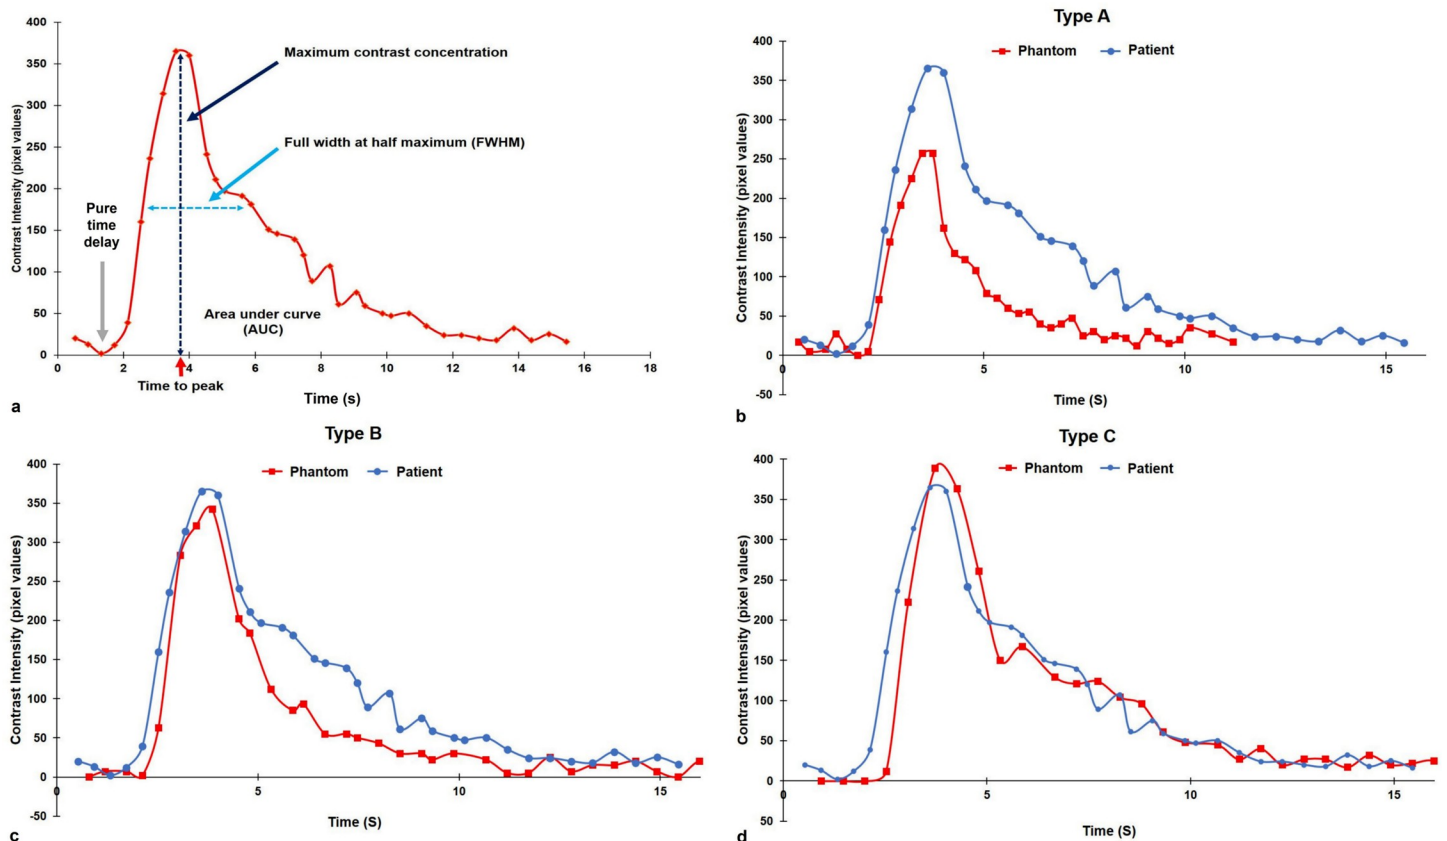 400
350
300
250
200
150
100
50
0
0
2
4
6
8
10
12
14
16
18
Contrast Intensity (pixel values)
Time (s)
Maximum contrast concentration
Full width at half maximum (FWHM)
Pure
time
delay
Area under curve
(AUC)
Time to peak
a
Type A
Phantom
Patient
400
350
300
250
200
150
100
50
0
-50
0
5
10
15
Contrast Intensity (pixel values)
Time (S)
b
Type B
Phantom
Patient
400
350
300
250
200
150
100
50
0
-50
0
5
10
15
Contrast Intensity (pixel values)
Time (S)
c
Type C
Phantom
Patient
400
350
300
250
200
150
100
50
0
50
0
5
10
15
Contrast Intensity (pixel values)
Time (S)
d